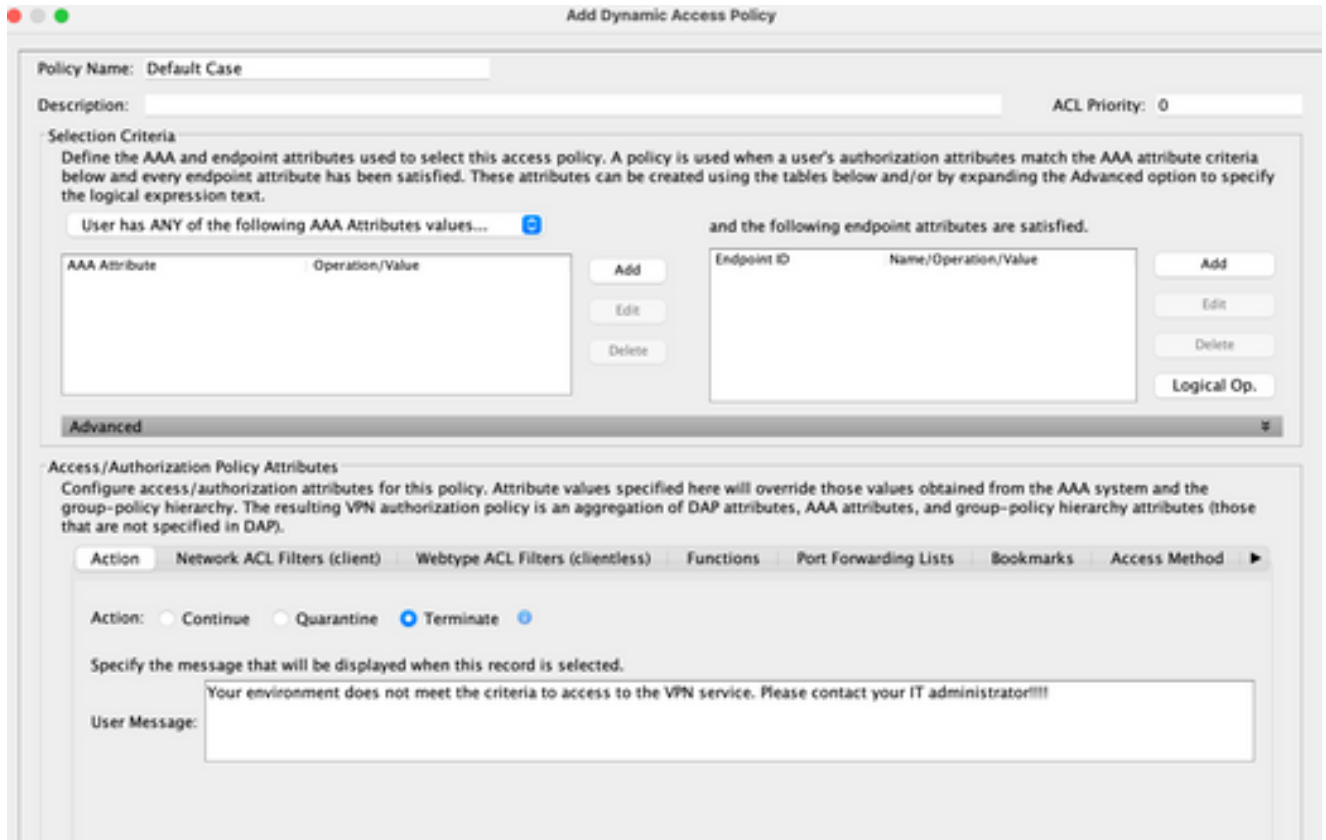 Add Dynamic Access Policy
Policy Name: Default Case
Description:
ACL Priority: 0
Selection Criteria
Define the AAA and endpoint attributes used to select this access policy. A policy is used when a user's authorization attributes match the AAA attribute criteria
below and every endpoint attribute has been satisfied. These attributes can be created using the tables below and/or by expanding the Advanced option to specify
the logical expression text.
User has ANY of the following AAA Attributes values...
and the following endpoint attributes are satisfied.
AAA Attribute Operation/Value
Add
Edit
Delete
Endpoint ID Name/Operation/Value
Add
Edit
Delete
Logical Op.
Advanced
Access/Authorization Policy Attributes
Configure access/authorization attributes for this policy. Attribute values specified here will override those values obtained from the AAA system and the
group-policy hierarchy. The resulting VPN authorization policy is an aggregation of DAP attributes, AAA attributes, and group-policy hierarchy attributes (those
that are not specified in DAP).
Action Network ACL Filters (client) Webtype ACL Filters (clientless) Functions Port Forwarding Lists Bookmarks Access Method
Action: Continue Quarantine Terminate
Specify the message that will be displayed when this record is selected.
Your environment does not meet the criteria to access to the VPN service. Please contact your IT administrator!!!!
User Message: